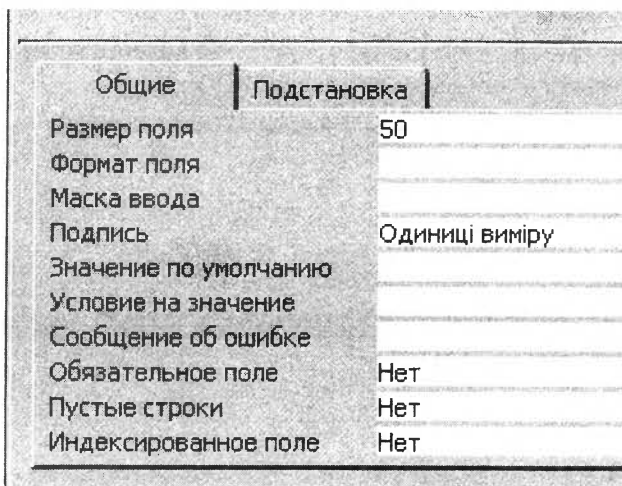 Общие Подстановка
Размер поля 50
Формат поля
Маска ввода
Подпись Одиниці виміру
Значение по умолчанию
Условие на значение
Сообщение об ошибке
Обязательное поле Нет
Пустые строки Нет
Индексированное поле Нет